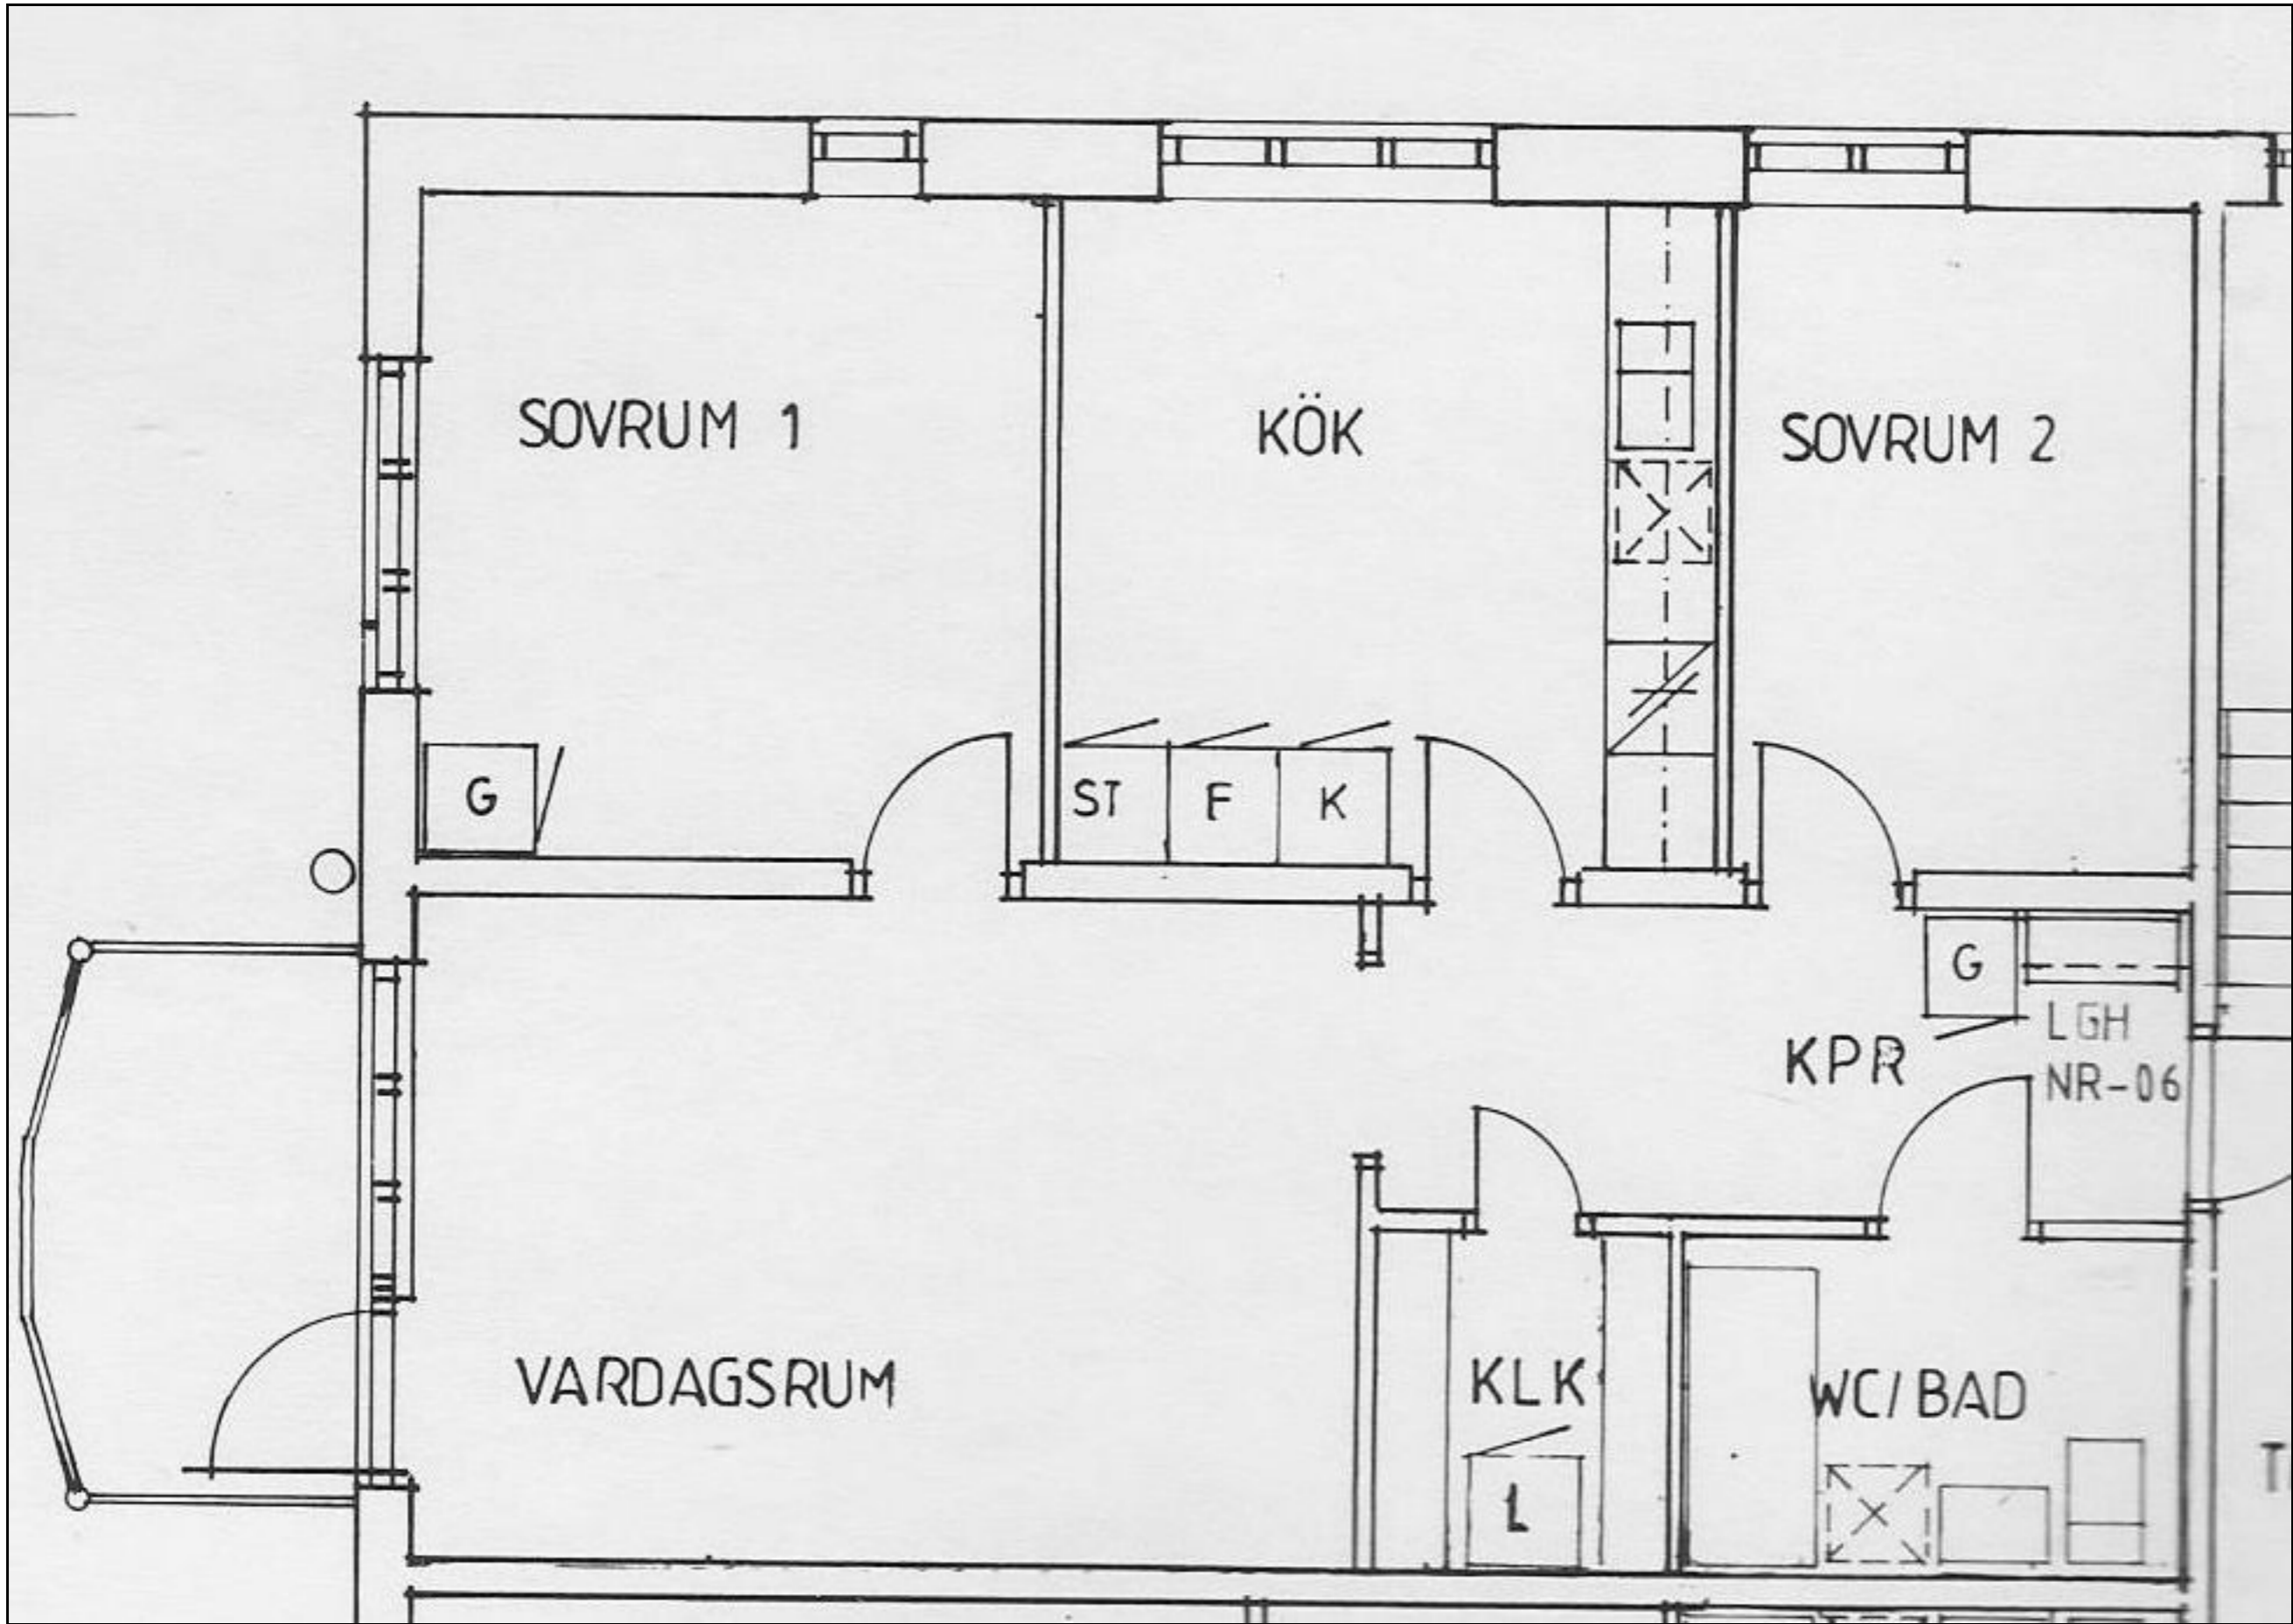 SOVRUM 1
KÖK
SOVRUM 2
G
ST
F
K
G
LGH
NR-06
KPR
VARDAGSRUM
KLK
WC/BAD
L
T